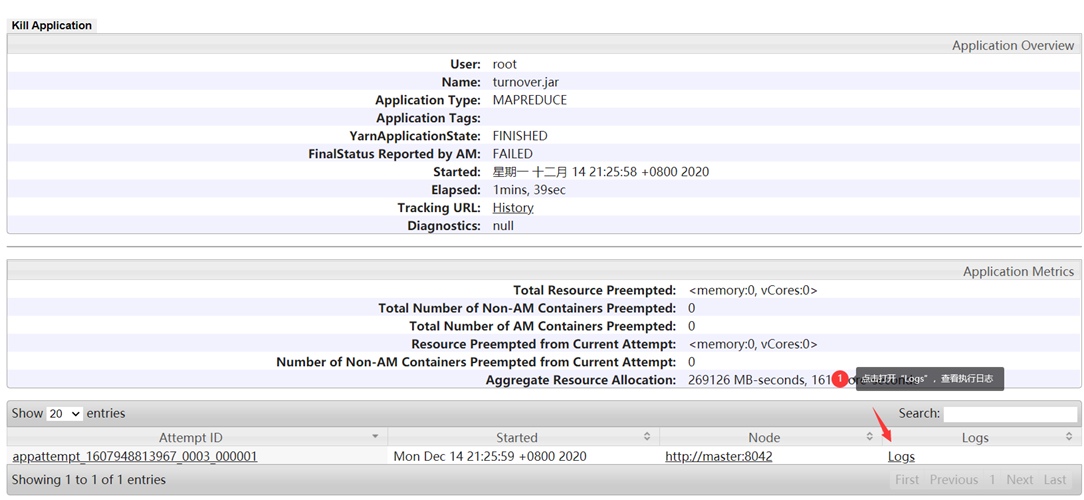 Kill Application
Application Overview
User: root
Name: turnover.jar
Application Type: MAPREDUCE
Application Tags:
YarnApplicationState: FINISHED
FinalStatus Reported by AM: FAILED
Started: 星期一 十二月 14 21:25:58 +0800 2020
Elapsed: 1mins, 39sec
Tracking URL: History
Diagnostics: null
Application Metrics
Total Resource Preempted: <memory:0, vCores:0>
Total Number of Non-AM Containers Preempted: 0
Total Number of AM Containers Preempted: 0
Resource Preempted from Current Attempt: <memory:0, vCores:0>
Number of Non-AM Containers Preempted from Current Attempt: 0
Aggregate Resource Allocation: 269126 MB-seconds, 161
1 点击打开“Logs”，查看执行日志
Show 20 entries Search:
Attempt ID Started Node Logs
appattempt_1607948813967_0003_000001 Mon Dec 14 21:25:59 +0800 2020 http://master:8042 Logs
Showing 1 to 1 of 1 entries First Previous 1 Next Last